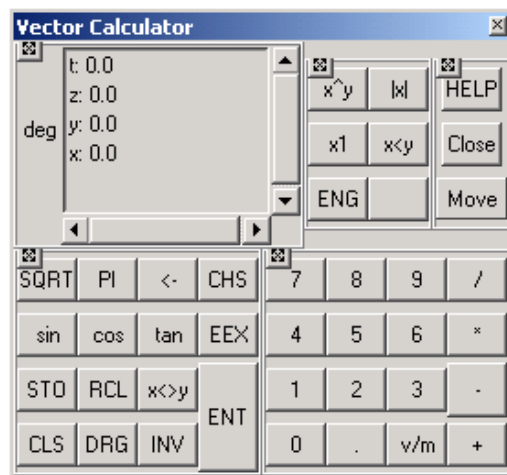 Vector Calculator
t: 0.0
z: 0.0
deg y: 0.0
x: 0.0
x^y |x| HELP
x1 x<y Close
ENG Move
SQRT PI <- CHS 7 8 9 /
sin cos tan EEX 4 5 6 *
STO RCL x<>y 1 2 3 -
ENT
CLS DRG INV 0 . v/m +